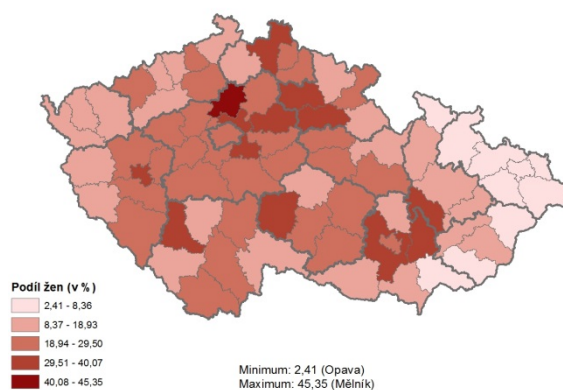 Podíl žen (v %)
2,41 - 8,36
8,37 - 18,93
18,94 - 29,50
29,51 - 40,07
40,08 - 45,35
Minimum: 2,41 (Opava)
Maximum: 45,35 (Mělník)